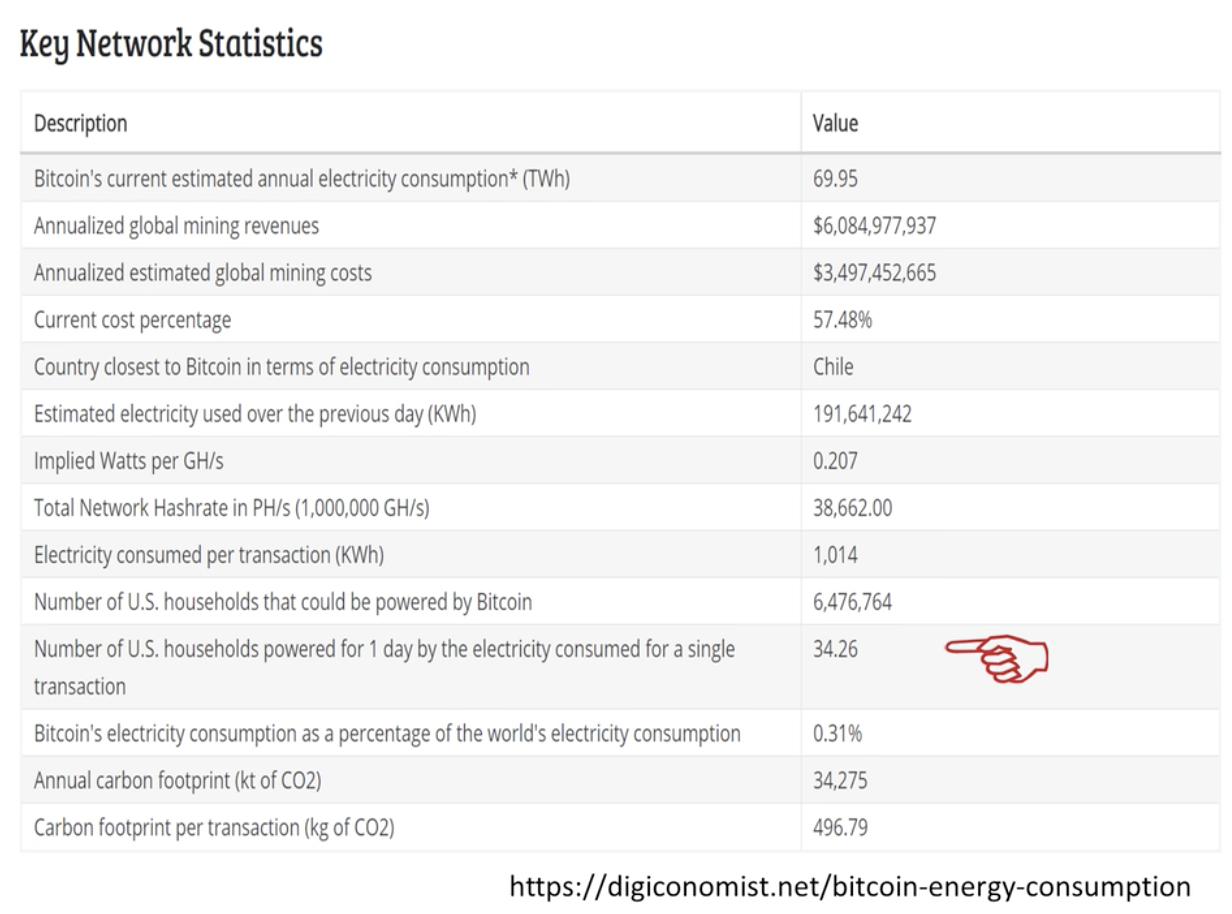 Key Network Statistics
Description Value
Bitcoin's current estimated annual electricity consumption* (TWh) 69.95
Annualized global mining revenues $6,084,977,937
Annualized estimated global mining costs $3,497,452,665
Current cost percentage 57.48%
Country closest to Bitcoin in terms of electricity consumption Chile
Estimated electricity used over the previous day (KWh) 191,641,242
Implied Watts per GH/s 0.207
Total Network Hashrate in PH/s (1,000,000 GH/s) 38,662.00
Electricity consumed per transaction (KWh) 1,014
Number of U.S. households that could be powered by Bitcoin 6,476,764
Number of U.S. households powered for 1 day by the electricity consumed for a single 34.26
transaction
Bitcoin's electricity consumption as a percentage of the world's electricity consumption 0.31%
Annual carbon footprint (kt of CO2) 34,275
Carbon footprint per transaction (kg of CO2) 496.79
https://digiconomist.net/bitcoin-energy-consumption